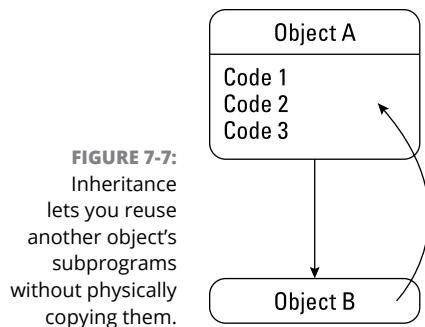 Object A
Code 1
Code 2
Code 3
FIGURE 7-7:
Inheritance
lets you reuse
another object's
subprograms
without physically
copying them.
Object B